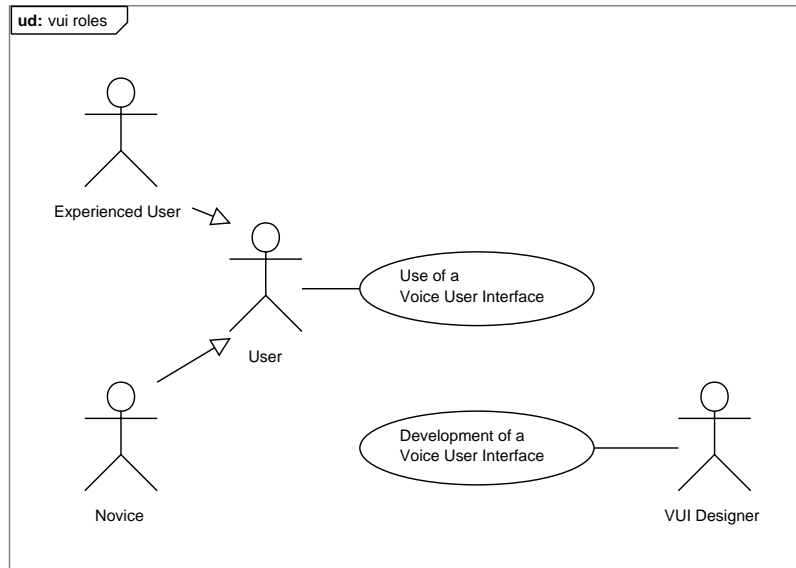 ud: vui roles
Experienced User
Use of a
Voice User Interface
User
Development of a
Voice User Interface
Novice
VUI Designer